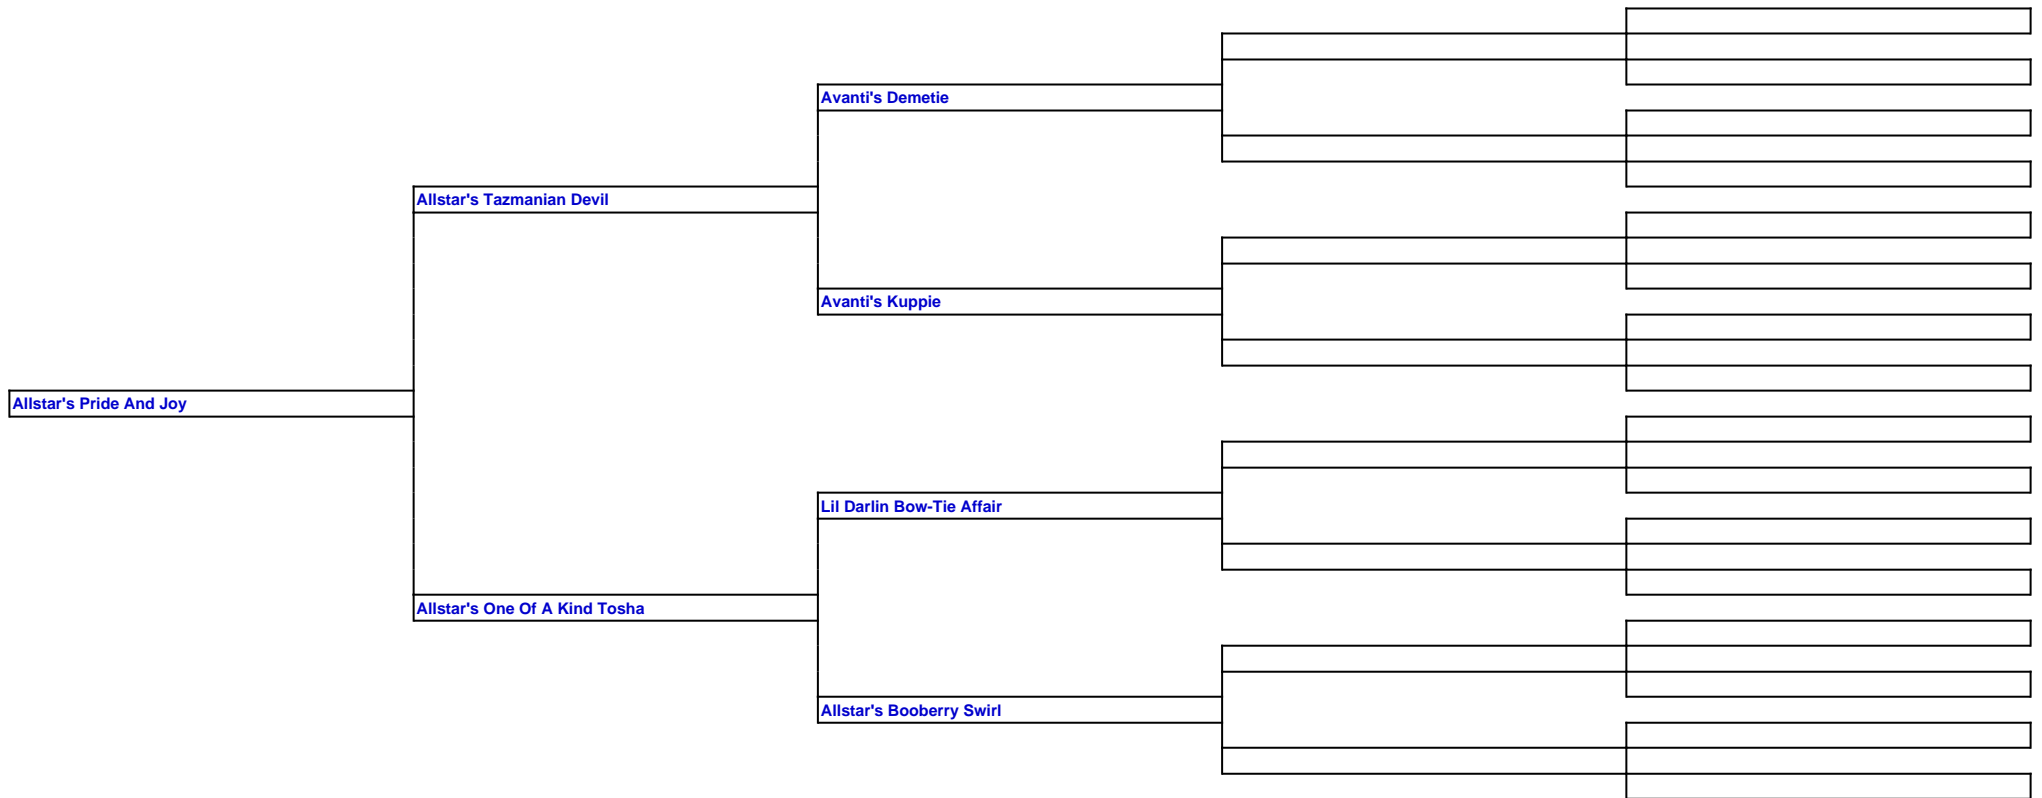 Avanti's Demetie
Allstar's Tazmanian Devil
Avanti's Kuppie
Allstar's Pride And Joy
Lil Darlin Bow-Tie Affair
Allstar's One Of A Kind Tosha
Allstar's Booberry Swirl